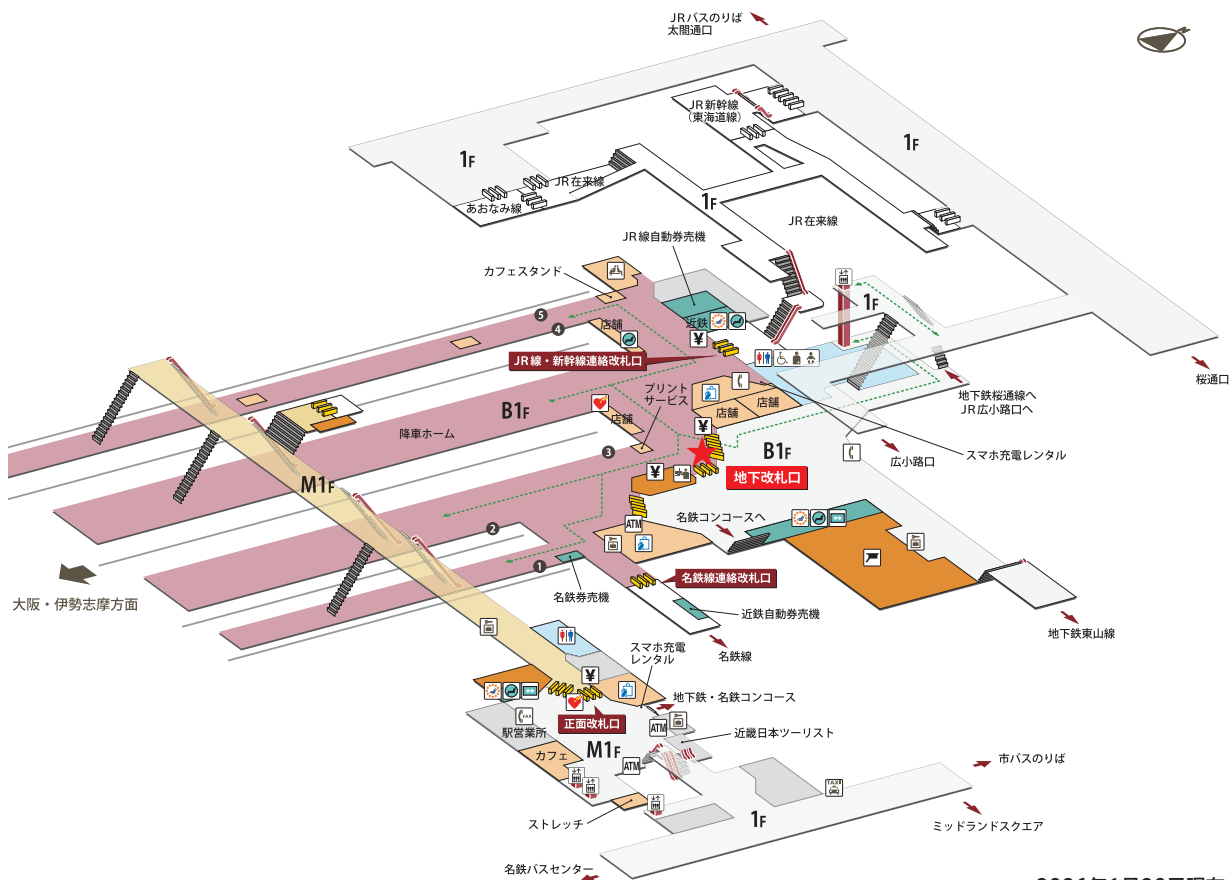 JRバスのりば
太閤通口
JR新幹線
(東海道線)
1F
1F
JR在来線
あおなみ線
1F
JR在来線
JR線自動券売機
カフェスタンド
1F
5
4
店舗
近鉄
¥
JR線・新幹線連絡改札口
桜通口
地下鉄桜通線へ
JR広小路口へ
プリント
サービス
店舗
店舗
B1F
店舗
¥
降車ホーム
3
B1F
広小路口
スマホ充電レンタル
¥
地下改札口
M1F
ATM
名鉄コンコースへ
2
1
名鉄線連絡改札口
大阪・伊勢志摩方面
名鉄券売機
近鉄自動券売機
地下鉄東山線
名鉄線
スマホ充電
レンタル
¥
地下鉄・名鉄コンコース
FAX
正面改札口
ATM
駅営業所
近畿日本ツーリスト
M1F
カフェ
ATM
市バスのりば
TAXI
ストレッチ
1F
ミッドランドスクエア
名鉄バスセンター